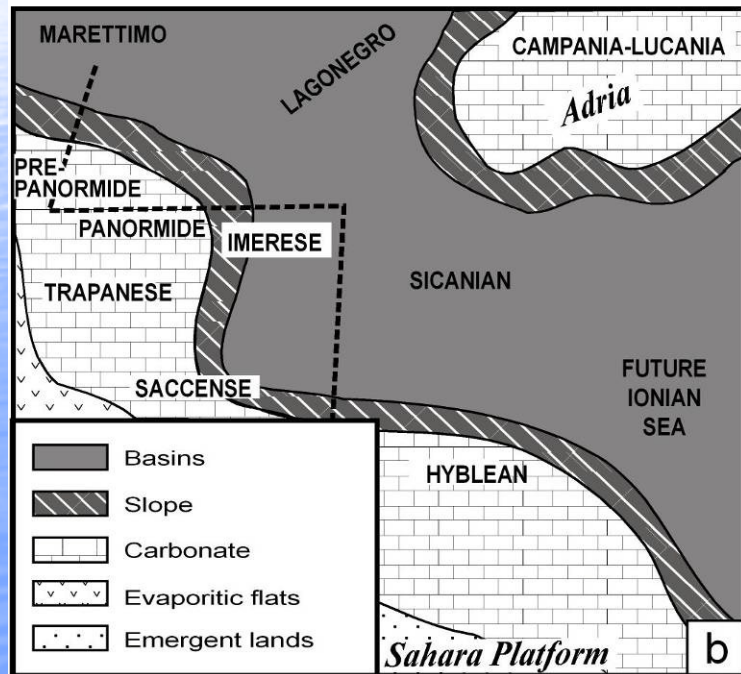 MARETTIMO
LAGONEGRO
CAMPANIA-LUCANIA
Adria
PRE-
PANORMIDE
PANORMIDE
IMERESE
TRAPANESE
SICANIAN
SACCENSE
FUTURE
IONIAN
SEA
HYBLEAN
Basins
Slope
Carbonate
Evaporitic flats
Emergent lands
Sahara Platform
b